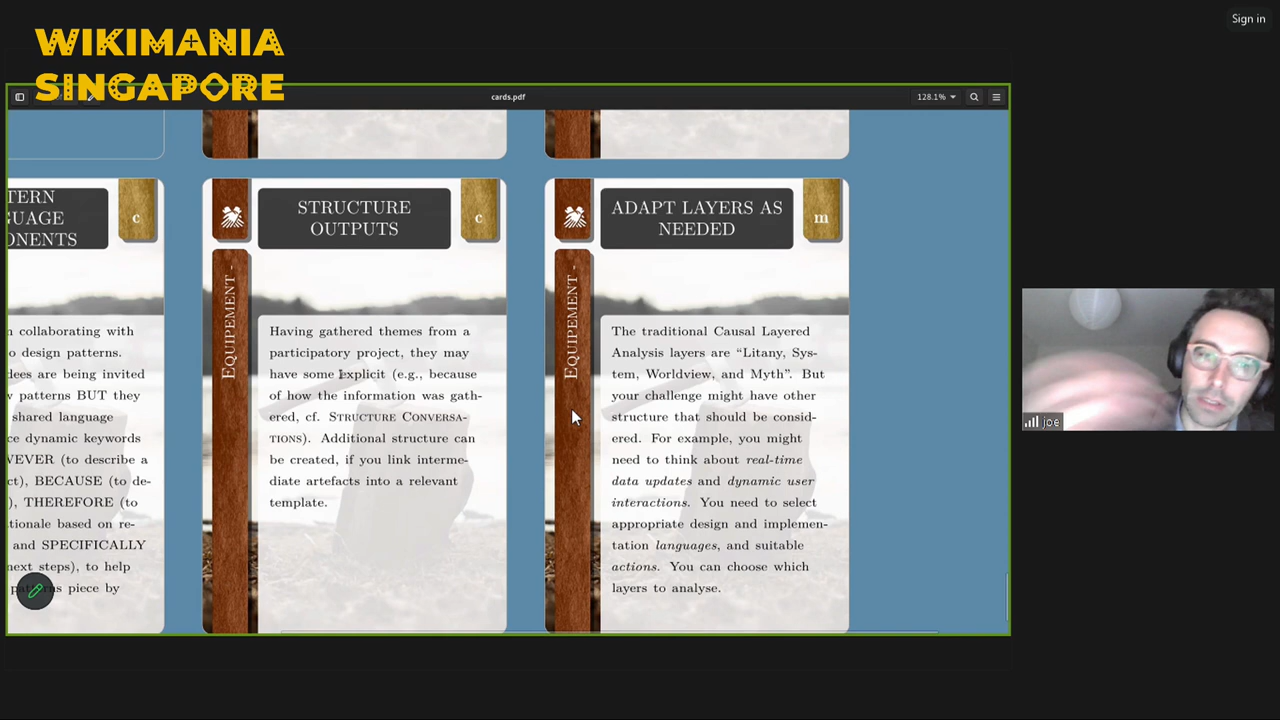 Sign in
WIKIMANIA
SINGAPORE
cards.pdf
128.1%
TERN
GUAGE
ONENTS
c
n collaborating with
o design patterns.
dees are being invited
w patterns BUT they
shared language
ce dynamic keywords
VEVER (to describe a
ct), BECAUSE (to de-
), THEREFORE (to
tionale based on re-
and SPECIFICALLY
next steps), to help
patterns piece by
STRUCTURE
OUTPUTS
c
EQUIPEMENT -
Having gathered themes from a
participatory project, they may
have some explicit (e.g., because
of how the information was gath-
ered, cf. STRUCTURE CONVERSA-
TIONS). Additional structure can
be created, if you link interme-
diate artefacts into a relevant
template.
ADAPT LAYERS AS
NEEDED
m
EQUIPEMENT -
The traditional Causal Layered
Analysis layers are “Litany, Sys-
tem, Worldview, and Myth”. But
your challenge might have other
structure that should be consid-
ered. For example, you might
need to think about real-time
data updates and dynamic user
interactions. You need to select
appropriate design and implemen-
tation languages, and suitable
actions. You can choose which
layers to analyse.
joe